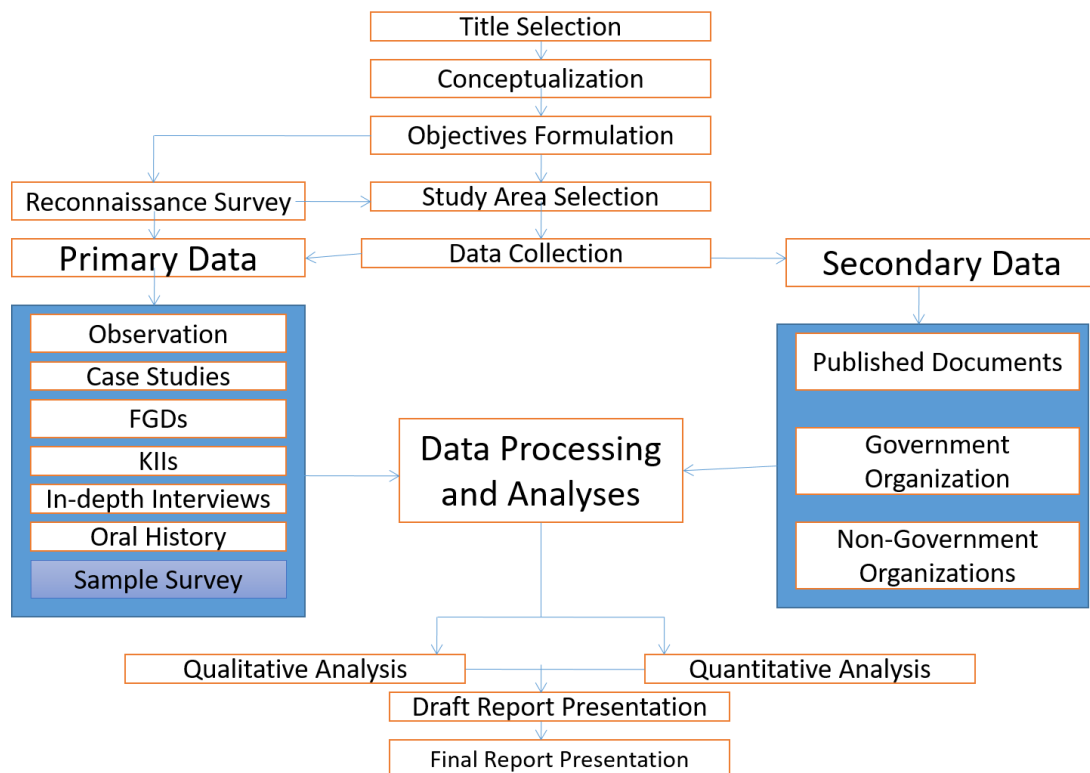 Title Selection
Conceptualization
Objectives Formulation
Reconnaissance Survey
Study Area Selection
Primary Data
Data Collection
Secondary Data
Observation
Case Studies
FGDs
KIIs
In-depth Interviews
Oral History
Sample Survey
Data Processing
and Analyses
Published Documents
Government
Organization
Non-Government
Organizations
Qualitative Analysis
Quantitative Analysis
Draft Report Presentation
Final Report Presentation